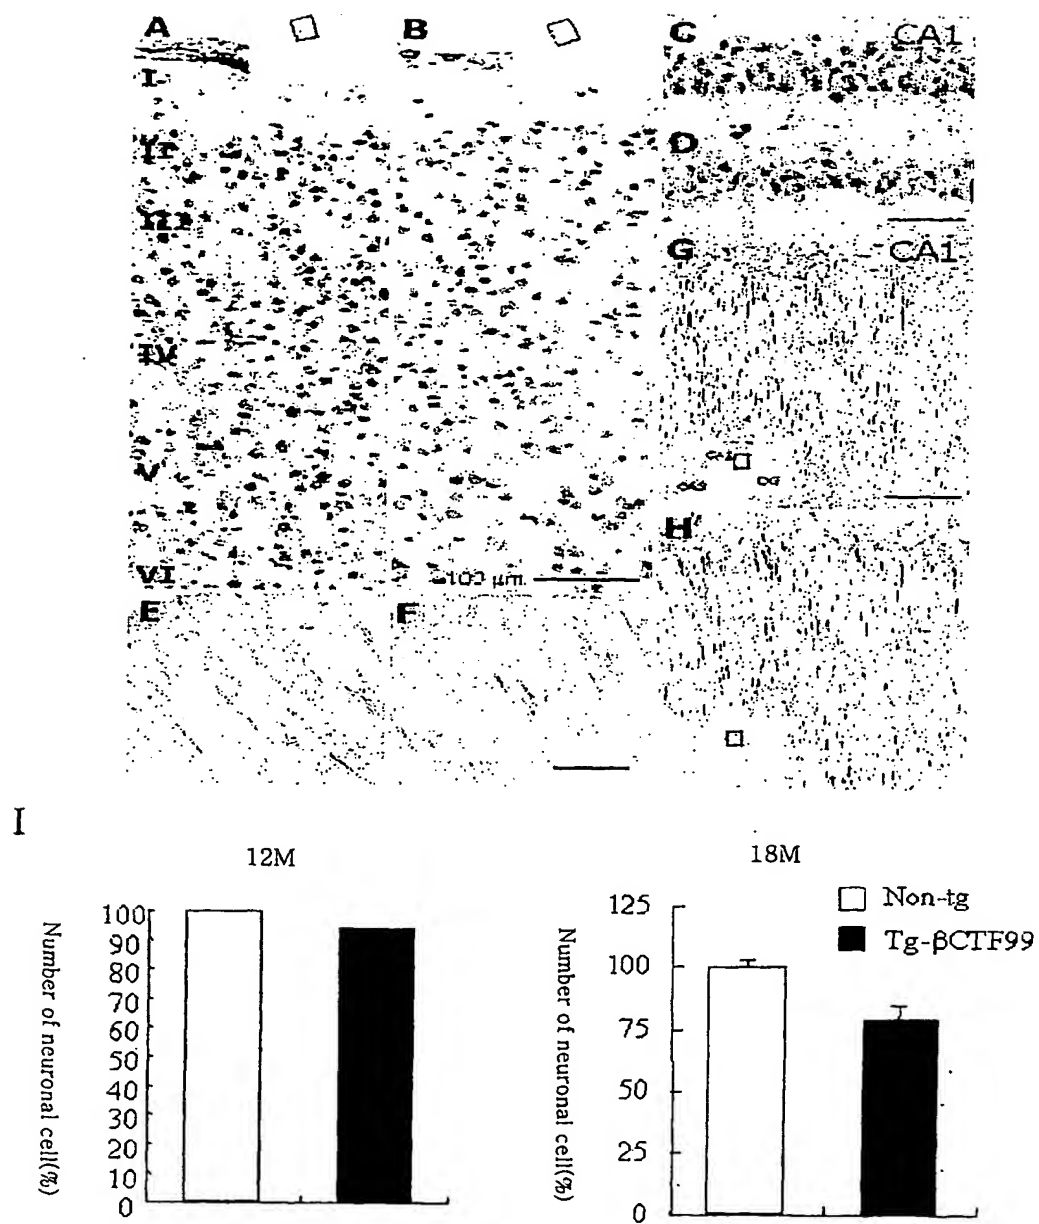 A
B
C
CA1
I
II
D
III
G
CA1
IV
V
CA1
DG
H
VI
100 μm
E
F
I
12M
18M
Non-tg
Tg-βCTF99
Number of neuronal cell(%)
100
90
80
70
60
50
40
30
20
10
0
Number of neuronal cell(%)
125
100
75
50
25
0